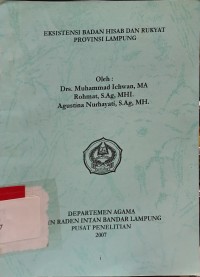 EKSISTENSI BADAN HISAB DAN RUKYAT
PROVINSI LAMPUNG
Oleh :
Drs. Muhammad Ichwan, MA
Rohmat, S.Ag, MHI.
Agustina Nurhayati, S.Ag, MH.
DEPARTEMEN AGAMA
N RADEN INTAN BANDAR LAMPUNG
PUSAT PENELITIAN
2007
7